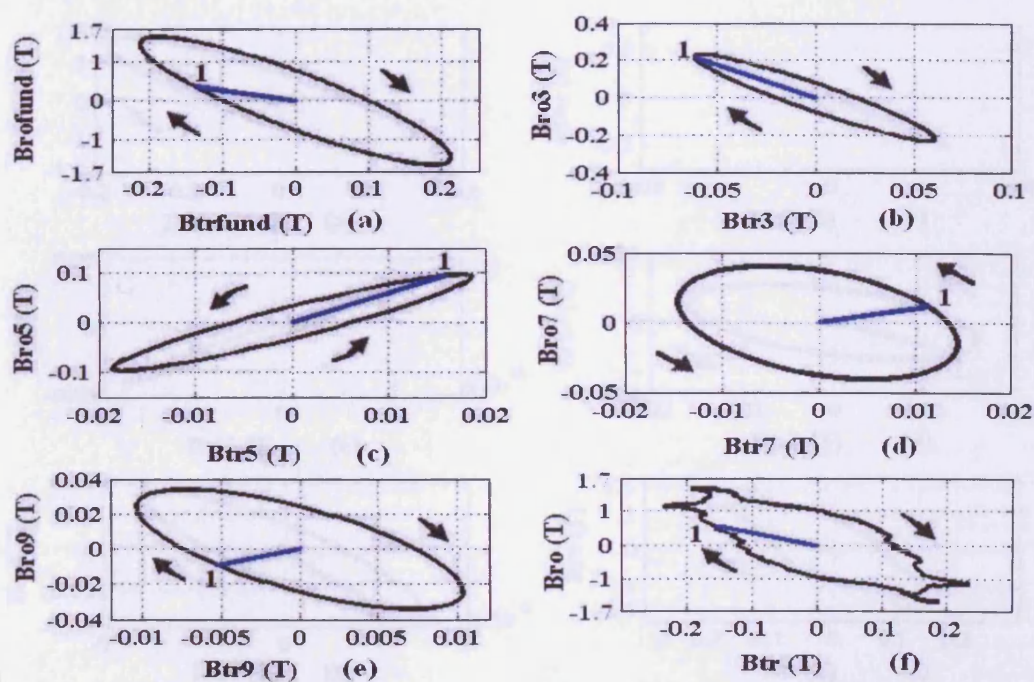 Brofund (T)
1.7
1
0
-1
-1.7
1
-0.2 -0.1 0 0.1 0.2
Btrfund (T) (a)
Bro3 (T)
0.4
0.2
0
-0.2
-0.4
1
0.1 -0.05 0 0.05 0.1
Btr3 (T) (b)
Bro5 (T)
0.1
0
-0.1
1
-0.02 -0.01 0 0.01 0.02
Btr5 (T) (c)
Bro7 (T)
0.05
0
-0.05
1
-0.02 -0.01 0 0.01 0.02
Btr7 (T) (d)
Bro9 (T)
0.04
0.02
0
-0.02
-0.04
1
-0.01 -0.005 0 0.005 0.01
Btr9 (T) (e)
Bro (T)
1.7
1
0
-1
-1.7
1
-0.2 -0.1 0 0.1 0.2
Btr (T) (f)